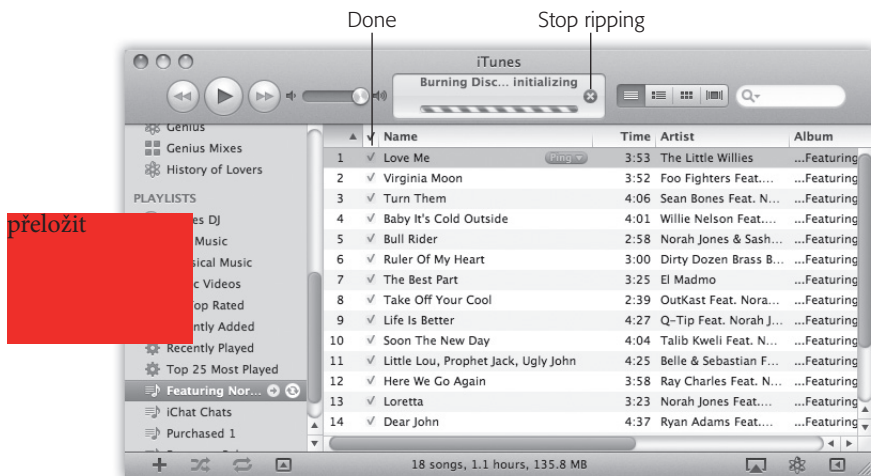 Done Stop ripping
iTunes
Burning Disc... initializing
Genius
Genius Mixes
History of Lovers
PLAYLISTS
es DJ
Music
sical Music
c Videos
op Rated
ently Added
Recently Played
Top 25 Most Played
Featuring Nor...
iChat Chats
Purchased 1
přeložit
Name Time Artist Album
1 Love Me Ping 3:53 The Little Willies ...Featuring
2 Virginia Moon 3:52 Foo Fighters Feat.... ...Featuring
3 Turn Them 4:06 Sean Bones Feat. N... ...Featuring
4 Baby It's Cold Outside 4:01 Willie Nelson Feat.... ...Featuring
5 Bull Rider 2:58 Norah Jones & Sash... ...Featuring
6 Ruler Of My Heart 3:00 Dirty Dozen Brass B... ...Featuring
7 The Best Part 3:25 El Madmo ...Featuring
8 Take Off Your Cool 2:39 OutKast Feat. Nora... ...Featuring
9 Life Is Better 4:27 Q-Tip Feat. Norah J... ...Featuring
10 Soon The New Day 4:04 Talib Kweli Feat. N... ...Featuring
11 Little Lou, Prophet Jack, Ugly John 4:25 Belle & Sebastian F... ...Featuring
12 Here We Go Again 3:58 Ray Charles Feat. N... ...Featuring
13 Loretta 3:23 Norah Jones Feat.... ...Featuring
14 Dear John 4:37 Ryan Adams Feat... ...Featuring
18 songs, 1.1 hours, 135.8 MB